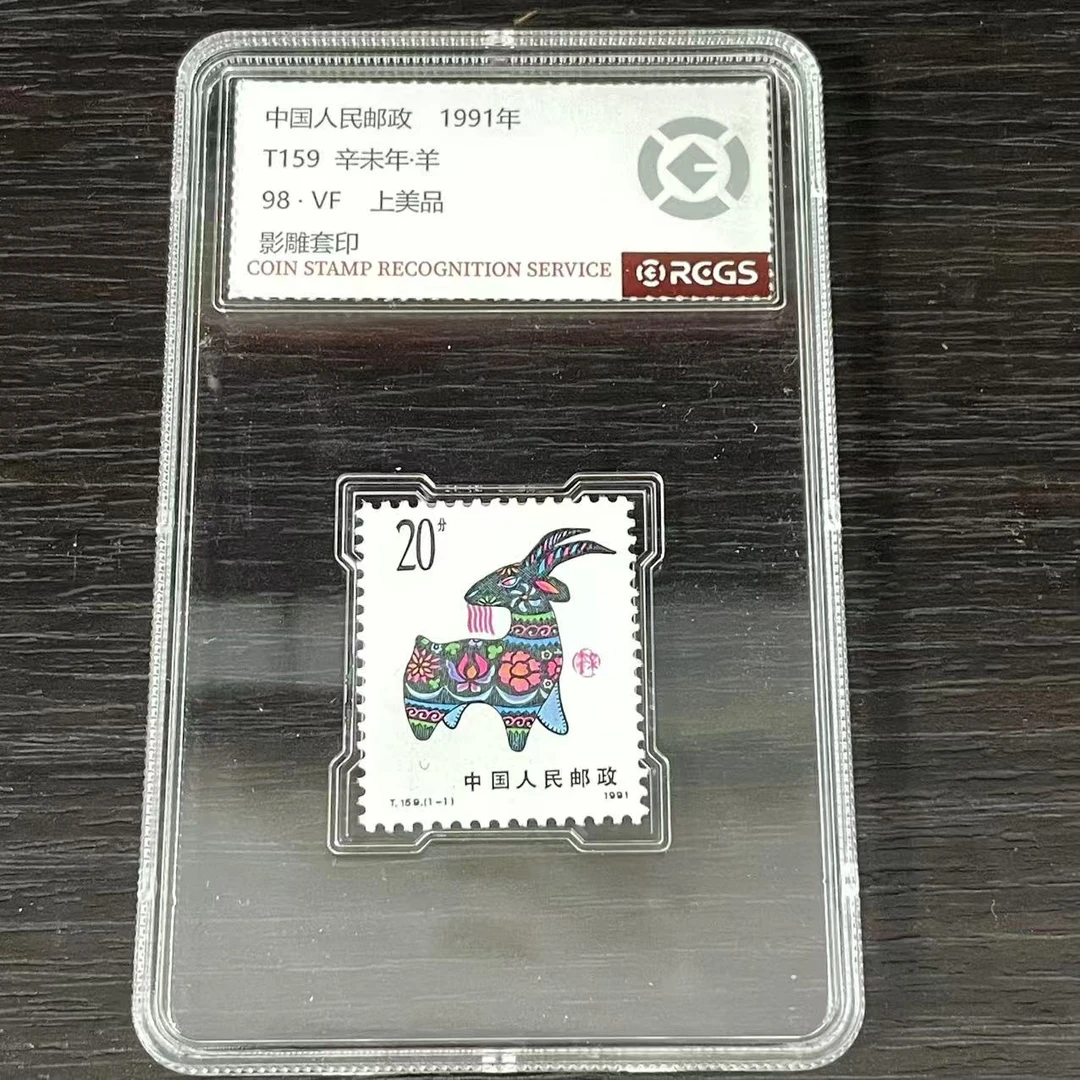 中国人民邮政 1991年
T159 辛未年·羊
98 · VF 上美品
影雕套印
COIN STAMP RECOGNITION SERVICE RCGS
20分
中国人民邮政
T.159.(1-1) 1991